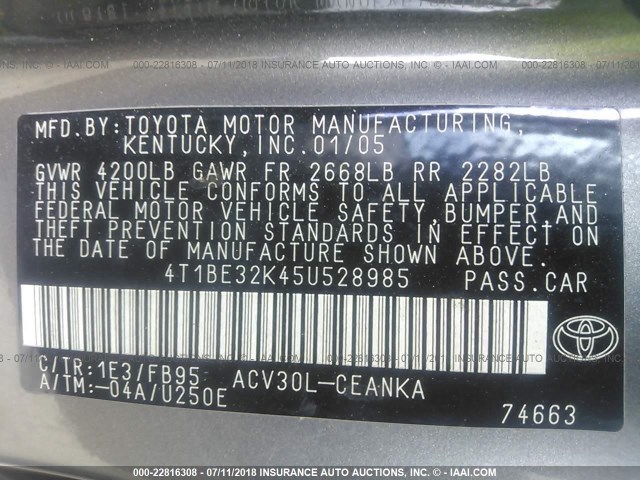 000-22816308 - 07/11/2018 INSURANCE AUTO AUCTIONS INC. © - IAAI.COM
MFD.BY:TOYOTA MOTOR MANUFACTURING,
KENTUCKY,INC.01/05
GVWR 4200LB GAWR FR 2668LB RR 2282LB
THIS VEHICLE CONFORMS TO ALL APPLICABLE
FEDERAL MOTOR VEHICLE SAFETY,BUMPER,AND
THEFT PREVENTION STANDARDS IN EFFECT ON
THE DATE OF MANUFACTURE SHOWN ABOVE.
4T1BE32K45U528985 PASS.CAR
C/TR:1E3/FB95 ACV30L-CEANKA
A/TM:-04A/U250E
74663
000-22816308 - 07/11/2018 INSURANCE AUTO AUCTIONS INC. © - IAAI.COM